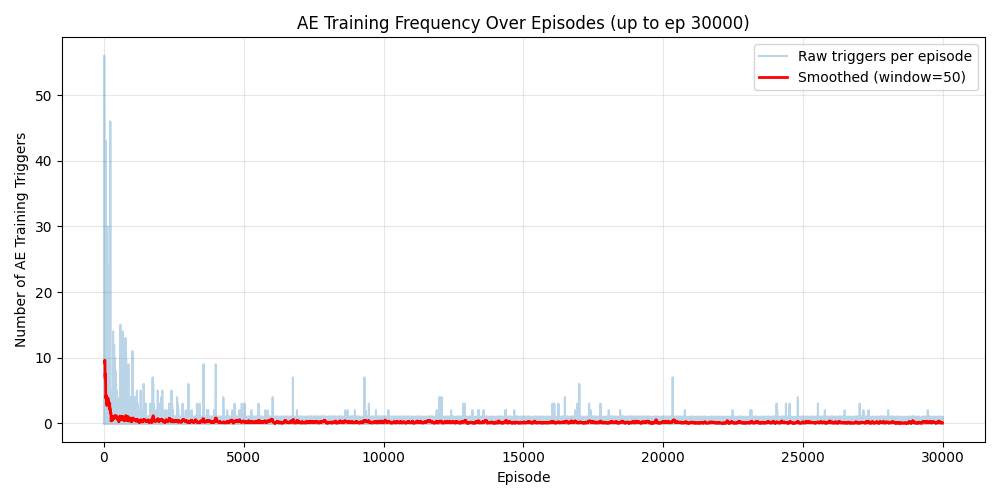 AE Training Frequency Over Episodes (up to ep 30000)
Raw triggers per episode
Smoothed (window=50)
Number of AE Training Triggers
50
40
30
20
10
0
0 5000 10000 15000 20000 25000 30000
Episode